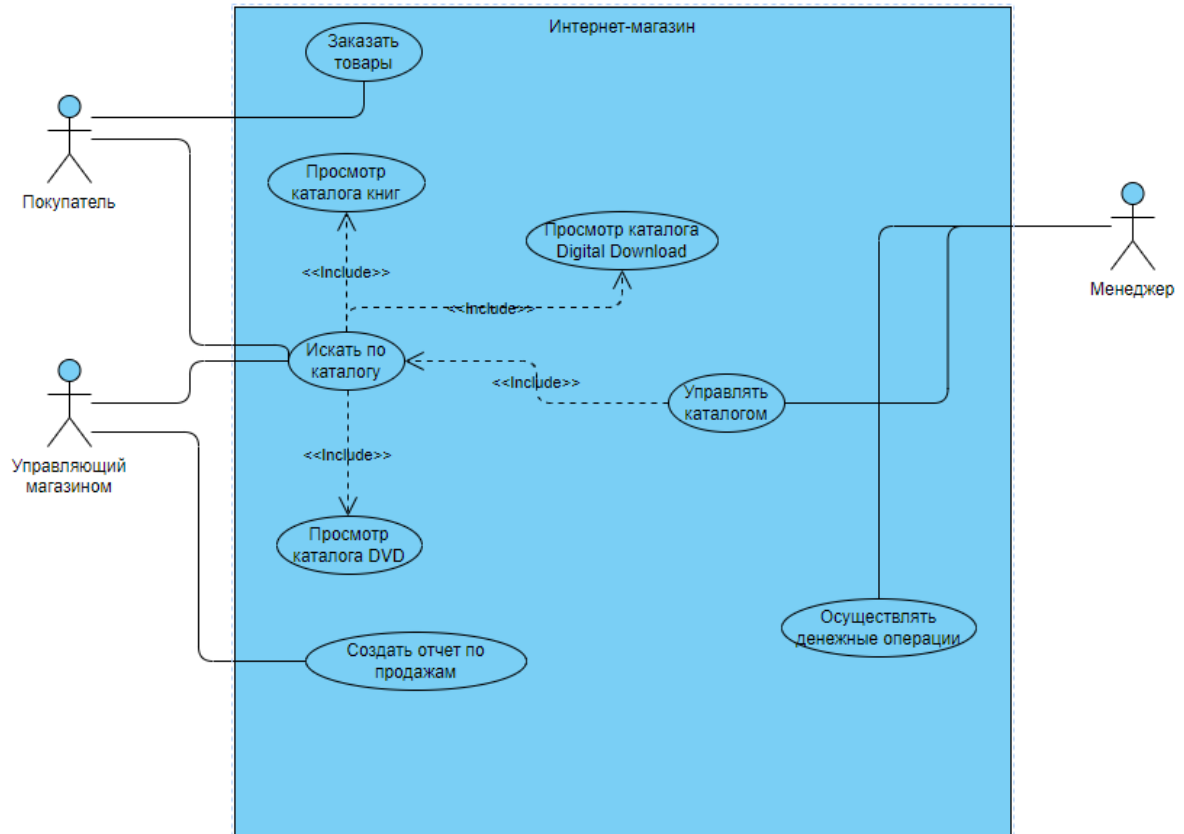 Интернет-магазин
Заказать
товары
Покупатель
Просмотр
каталога книг
Просмотр каталога
Digital Download
Менеджер
<<Include>>
<<Include>>
Искать по
каталогу
<<Include>>
Управлять
каталогом
Управляющий
магазином
<<Include>>
Просмотр
каталога DVD
Осуществлять
денежные операции
Создать отчет по
продажам